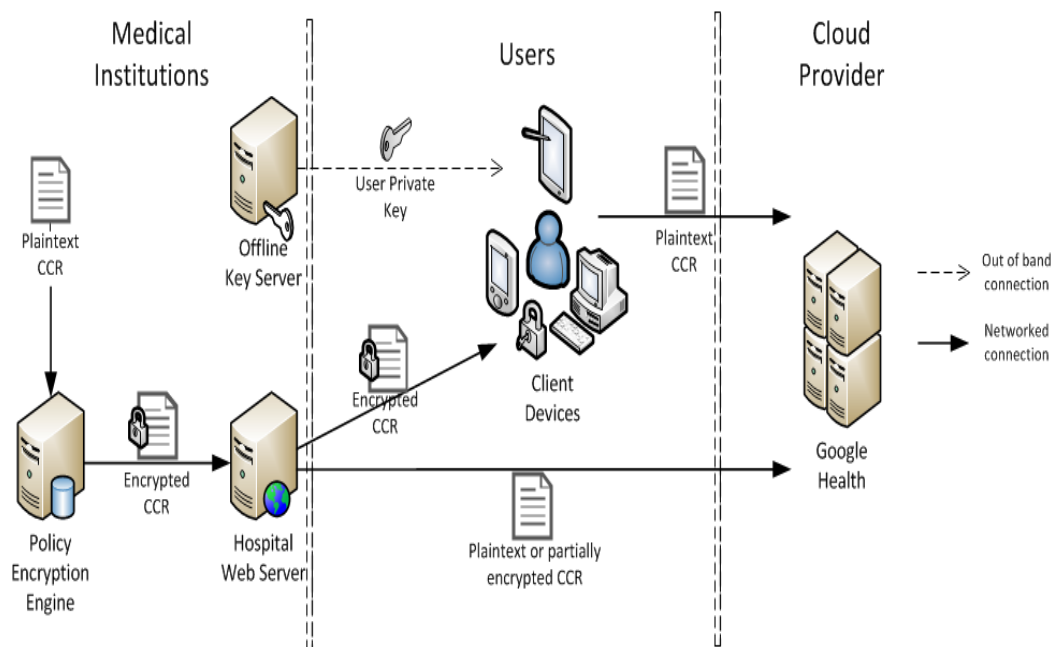 Medical
Institutions
Users
Cloud
Provider
User Private
Key
Plaintext
CCR
Offline
Key Server
Plaintext
CCR
Out of band
connection
Networked
connection
Encrypted
CCR
Client
Devices
Encrypted
CCR
Google
Health
Policy
Encryption
Engine
Hospital
Web Server
Plaintext or partially
encrypted CCR